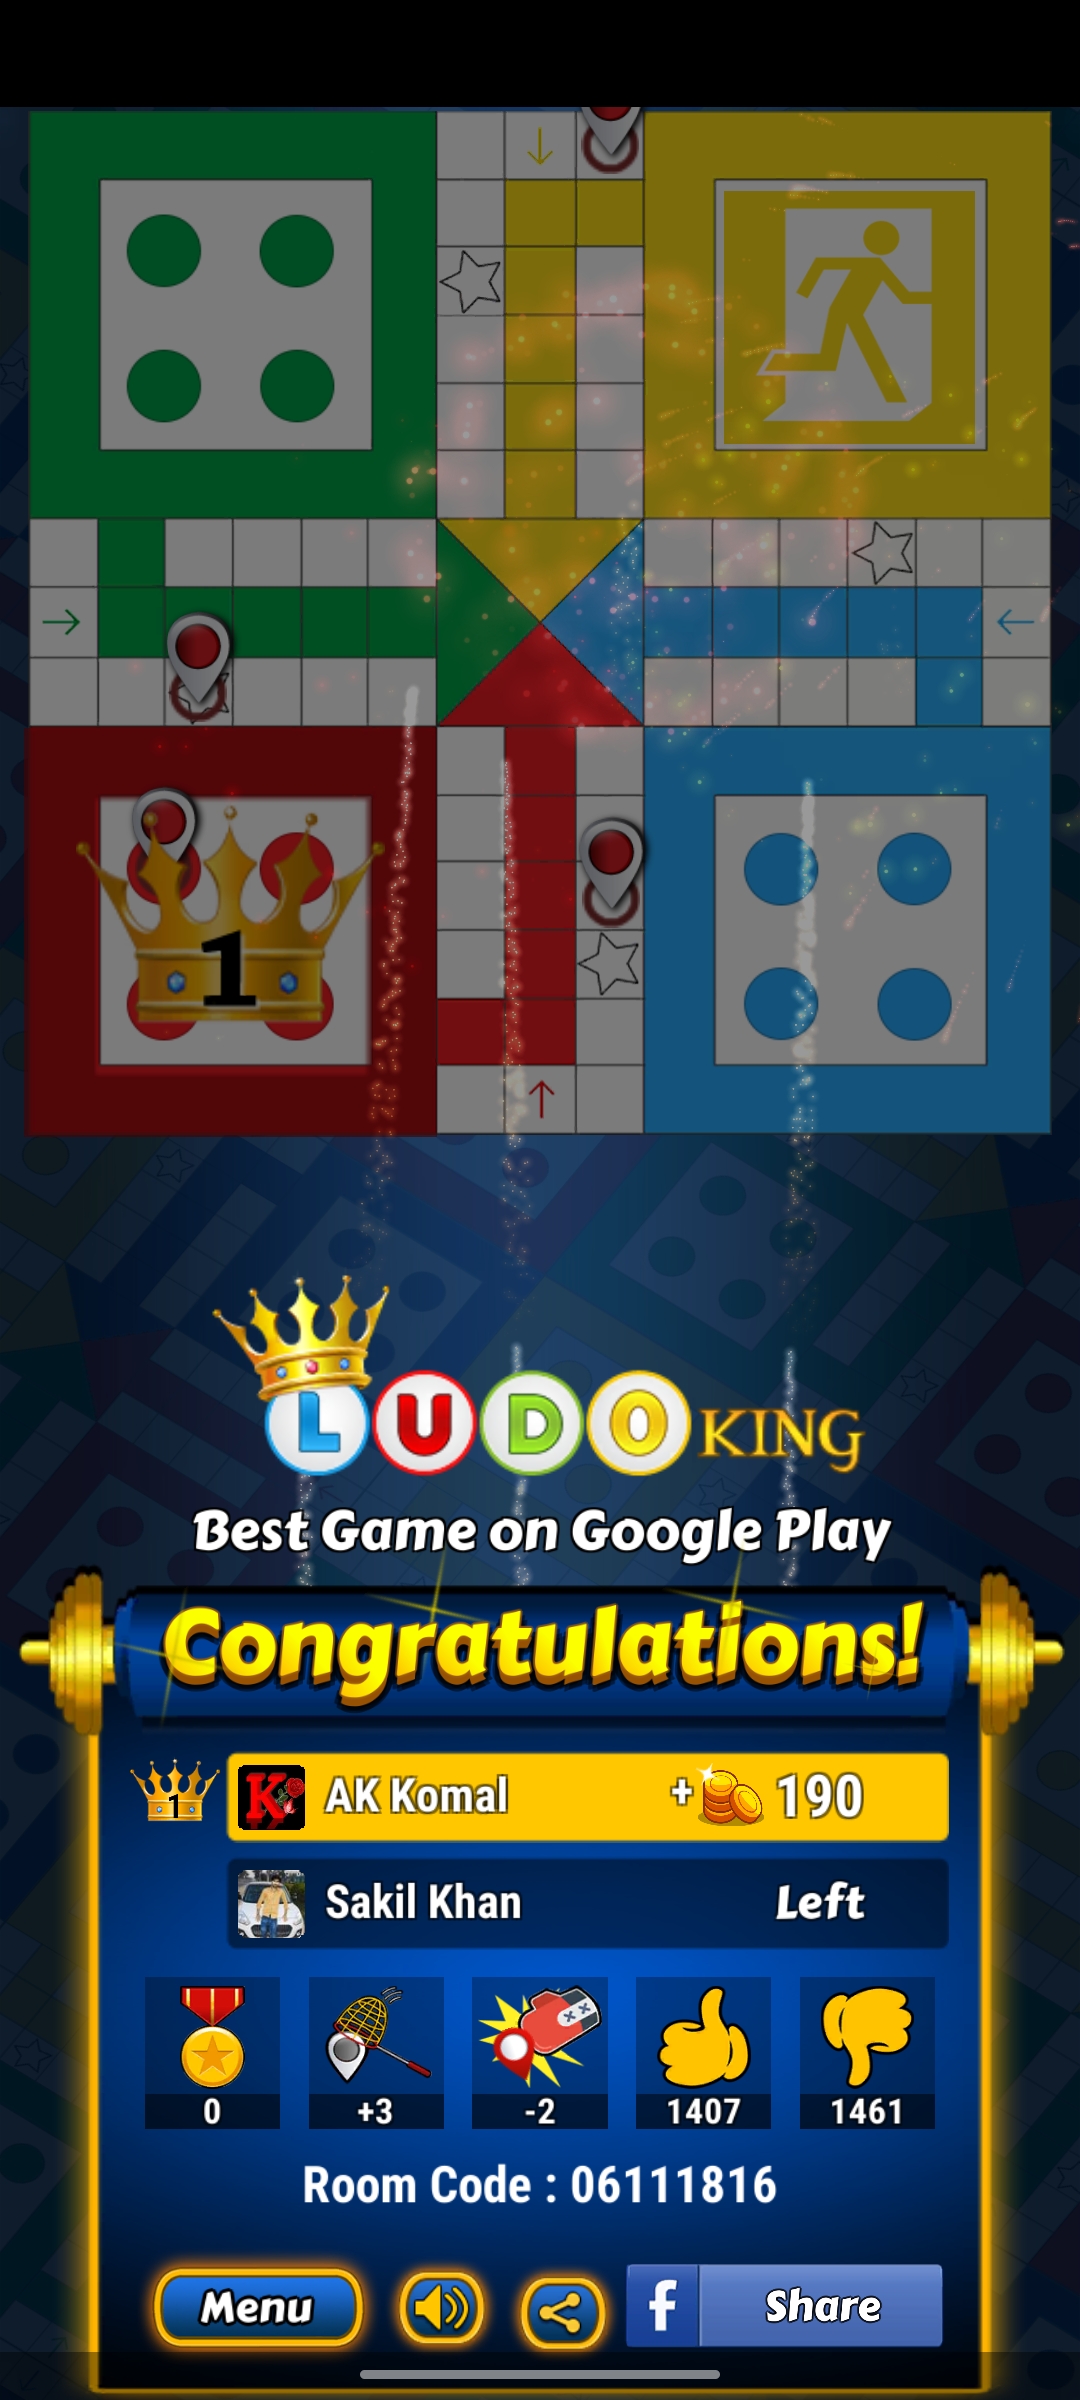 1
LUDO KING
Best Game on Google Play
Congratulations!
1 K AK Komal + 190
Sakil Khan Left
0 +3 -2 1407 1461
Room Code : 06111816
Menu f Share